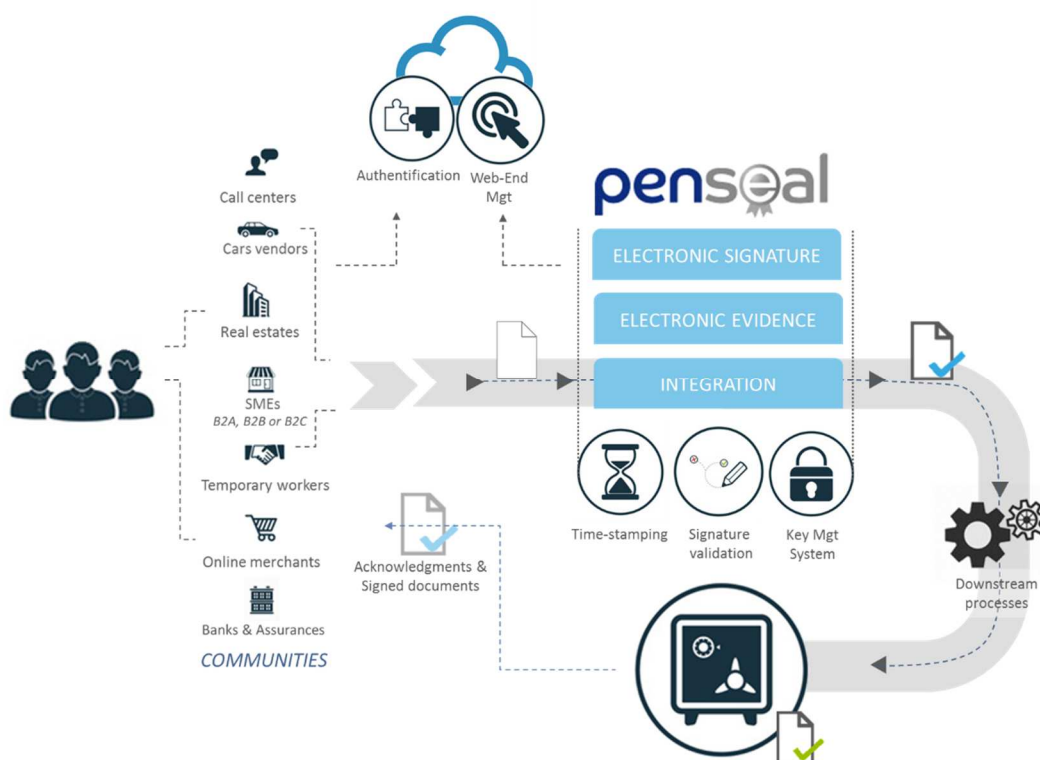 Authentification
Web-End
Mgt
Call centers
Cars vendors
Real estates
SMEs
B2A, B2B or B2C
Temporary workers
Online merchants
Banks & Assurances
COMMUNITIES
penseal
ELECTRONIC SIGNATURE
ELECTRONIC EVIDENCE
INTEGRATION
Time-stamping
Signature
validation
Key Mgt
System
Acknowledgments &
Signed documents
Downstream
processes